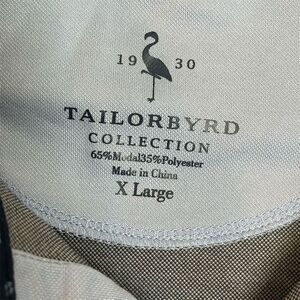 19 30
TAILORBYRD
COLLECTION
65%Modal35%Polyester
Made in China
X Large